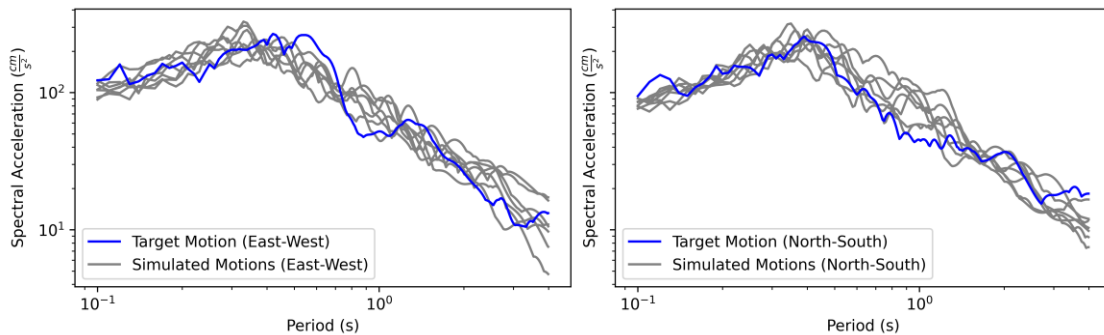 Spectral Acceleration (cm/s²)
10²
10¹
Target Motion (East-West)
Simulated Motions (East-West)
10⁻¹
10⁰
Period (s)
Spectral Acceleration (cm/s²)
10²
10¹
Target Motion (North-South)
Simulated Motions (North-South)
10⁻¹
10⁰
Period (s)